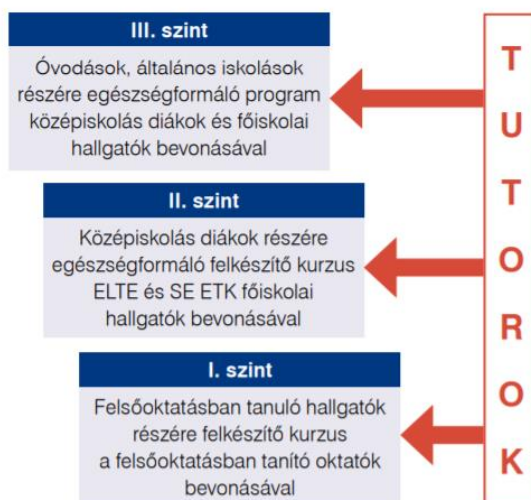 III. szint
Óvodások, általános iskolások
részére egészségformáló program
középiskolás diákok és főiskolai
hallgatók bevonásával
II. szint
Középiskolás diákok részére
egészségformáló felkészítő kurzus
ELTE és SE ETK főiskolai
hallgatók bevonásával
I. szint
Felsőoktatásban tanuló hallgatók
részére felkészítő kurzus
a felsőoktatásban tanító oktatók
bevonásával
T
U
T
O
R
O
K